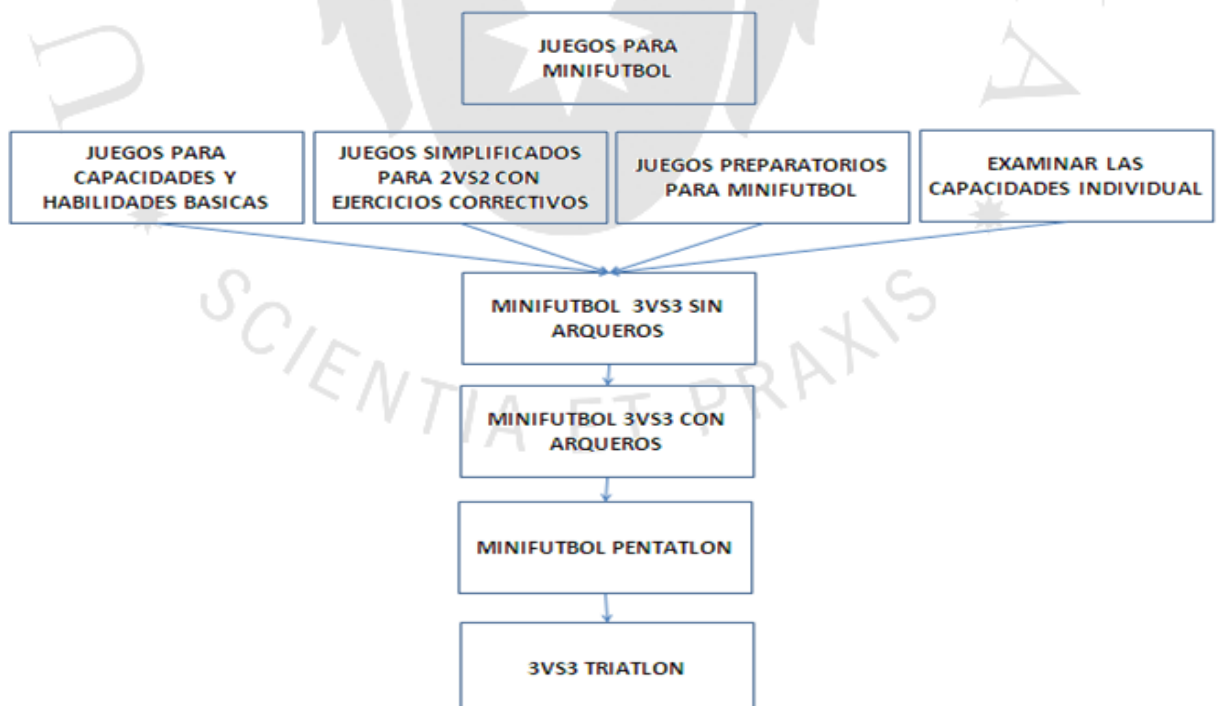 JUEGOS PARA
MINIFUTBOL
JUEGOS PARA
CAPACIDADES Y
HABILIDADES BASICAS
JUEGOS SIMPLIFICADOS
PARA 2VS2 CON
EJERCICIOS CORRECTIVOS
JUEGOS PREPARATORIOS
PARA MINIFUTBOL
EXAMINAR LAS
CAPACIDADES INDIVIDUAL
MINIFUTBOL 3VS3 SIN
ARQUEROS
MINIFUTBOL 3VS3 CON
ARQUEROS
MINIFUTBOL PENTATLON
3VS3 TRIATLON
U
A
SCIENTIA ET PRAXIS